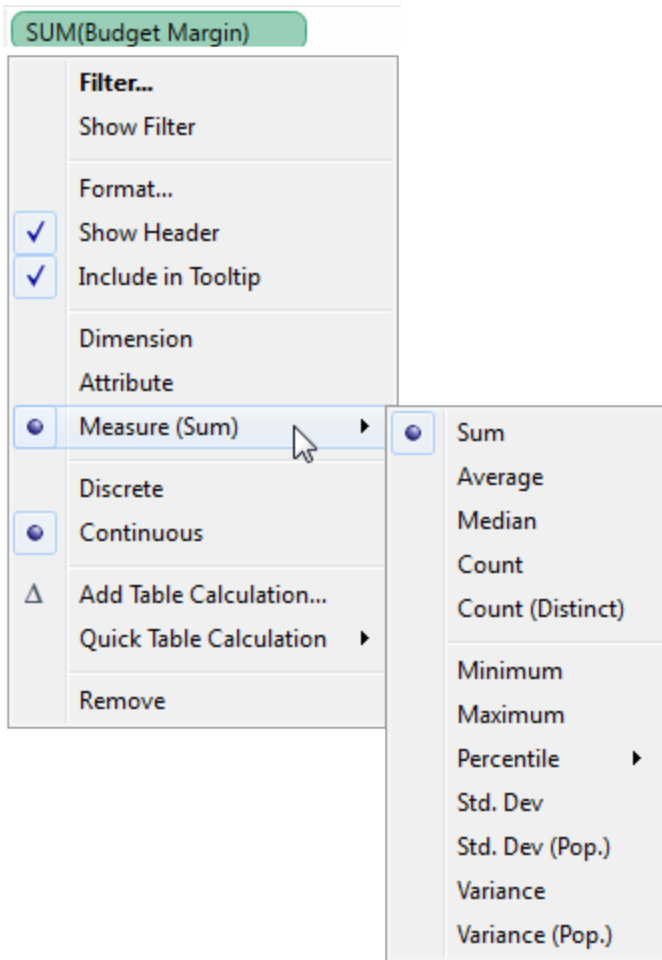 SUM(Budget Margin)
Filter...
Show Filter
Format...
Show Header
Include in Tooltip
Dimension
Attribute
Measure (Sum)
Discrete
Continuous
Δ Add Table Calculation...
Quick Table Calculation
Remove
Sum
Average
Median
Count
Count (Distinct)
Minimum
Maximum
Percentile
Std. Dev
Std. Dev (Pop.)
Variance
Variance (Pop.)